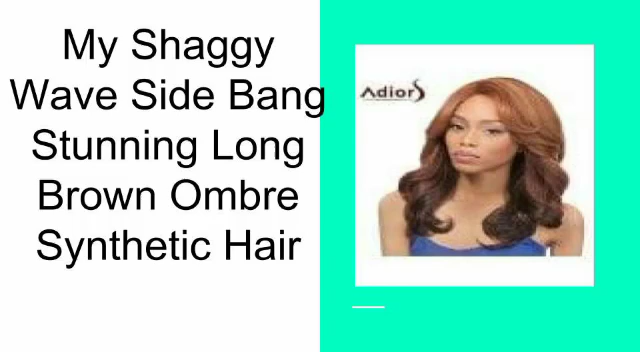 My Shaggy
Wave Side Bang
Stunning Long
Brown Ombre
Synthetic Hair
AdiorS